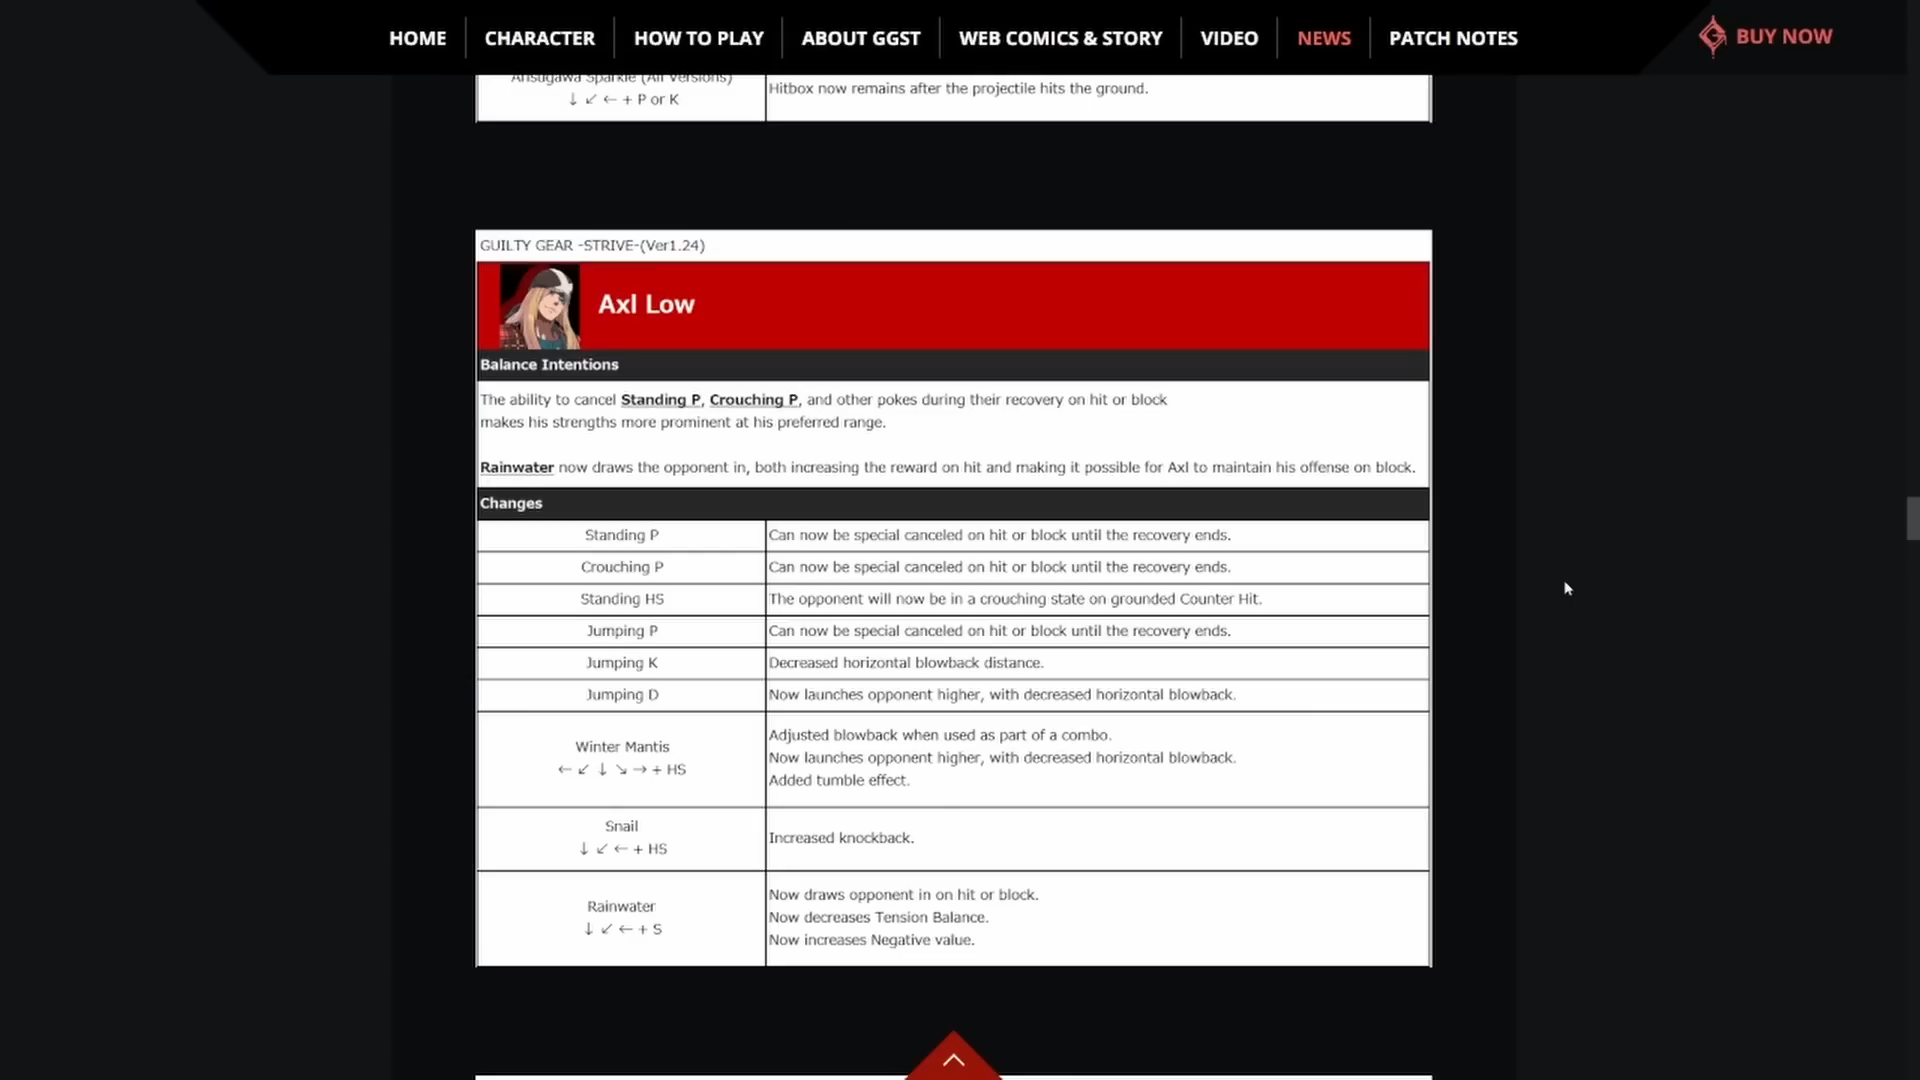 HOME
CHARACTER
HOW TO PLAY
ABOUT GGST
WEB COMICS & STORY
VIDEO
NEWS
PATCH NOTES
BUY NOW
Arisugawa Sparkle (All Versions)
↓ ↙ ← + P or K
Hitbox now remains after the projectile hits the ground.
GUILTY GEAR -STRIVE-(Ver1.24)
Axl Low
Balance Intentions
The ability to cancel Standing P, Crouching P, and other pokes during their recovery on hit or block
makes his strengths more prominent at his preferred range.
Rainwater now draws the opponent in, both increasing the reward on hit and making it possible for Axl to maintain his offense on block.
Changes
Standing P
Can now be special canceled on hit or block until the recovery ends.
Crouching P
Can now be special canceled on hit or block until the recovery ends.
Standing HS
The opponent will now be in a crouching state on grounded Counter Hit.
Jumping P
Can now be special canceled on hit or block until the recovery ends.
Jumping K
Decreased horizontal blowback distance.
Jumping D
Now launches opponent higher, with decreased horizontal blowback.
Winter Mantis
← ↙ ↓ ↘ → + HS
Adjusted blowback when used as part of a combo.
Now launches opponent higher, with decreased horizontal blowback.
Added tumble effect.
Snail
↓ ↙ ← + HS
Increased knockback.
Rainwater
↓ ↙ ← + S
Now draws opponent in on hit or block.
Now decreases Tension Balance.
Now increases Negative value.